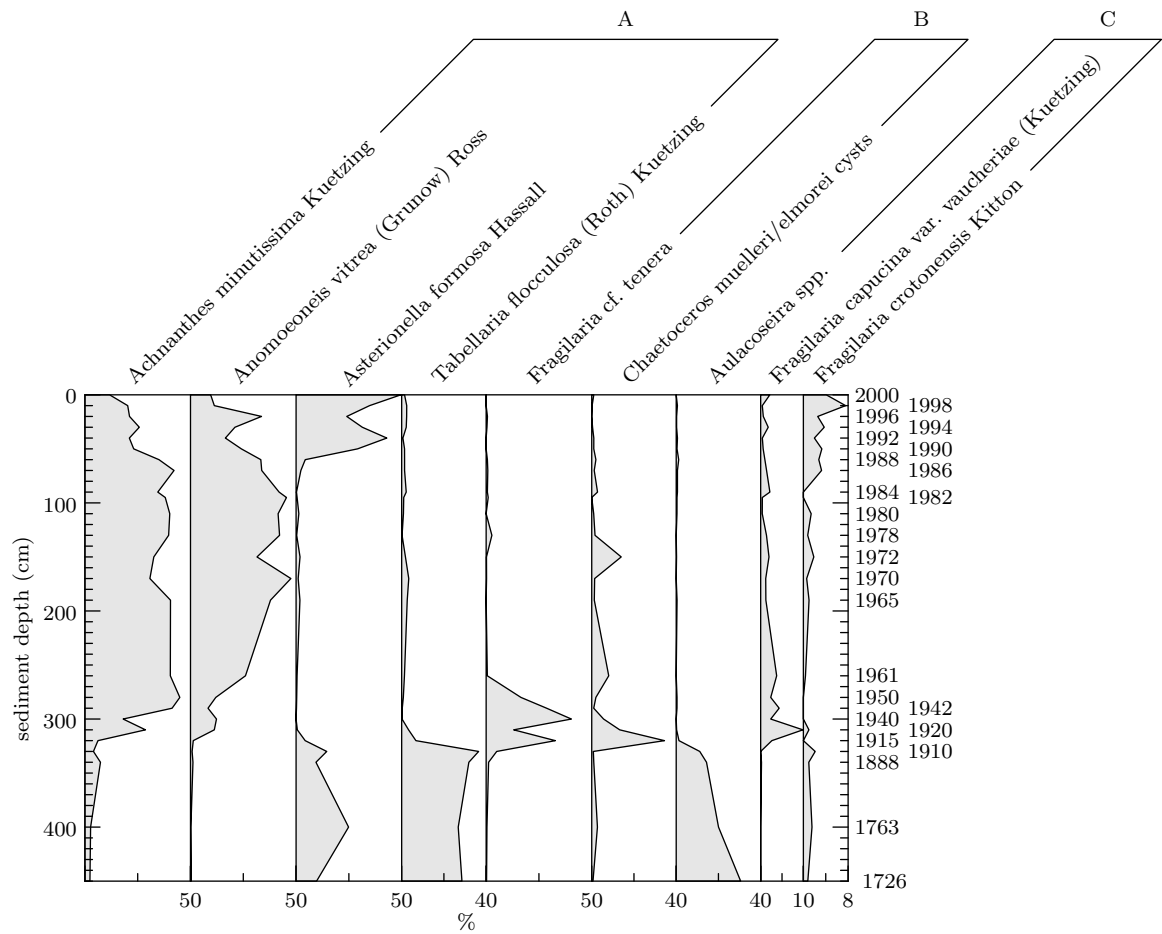 A
B
C
Achnanthes minutissima Kuetzing
Anomoeoneis vitrea (Grunow) Ross
Asterionella formosa Hassall
Tabellaria flocculosa (Roth) Kuetzing
Fragilaria cf. tenera
Chaetoceros muelleri/elmorei cysts
Aulacoseira spp.
Fragilaria capucina var. vaucheriae (Kuetzing)
Fragilaria crotonensis Kitton
sediment depth (cm)
0
100
200
300
400
2000
1998
1996
1994
1992
1990
1988
1986
1984
1982
1980
1978
1972
1970
1965
1961
1950
1942
1940
1920
1915
1910
1888
1763
1726
50 50 50 40 50 40 40 10 8
%